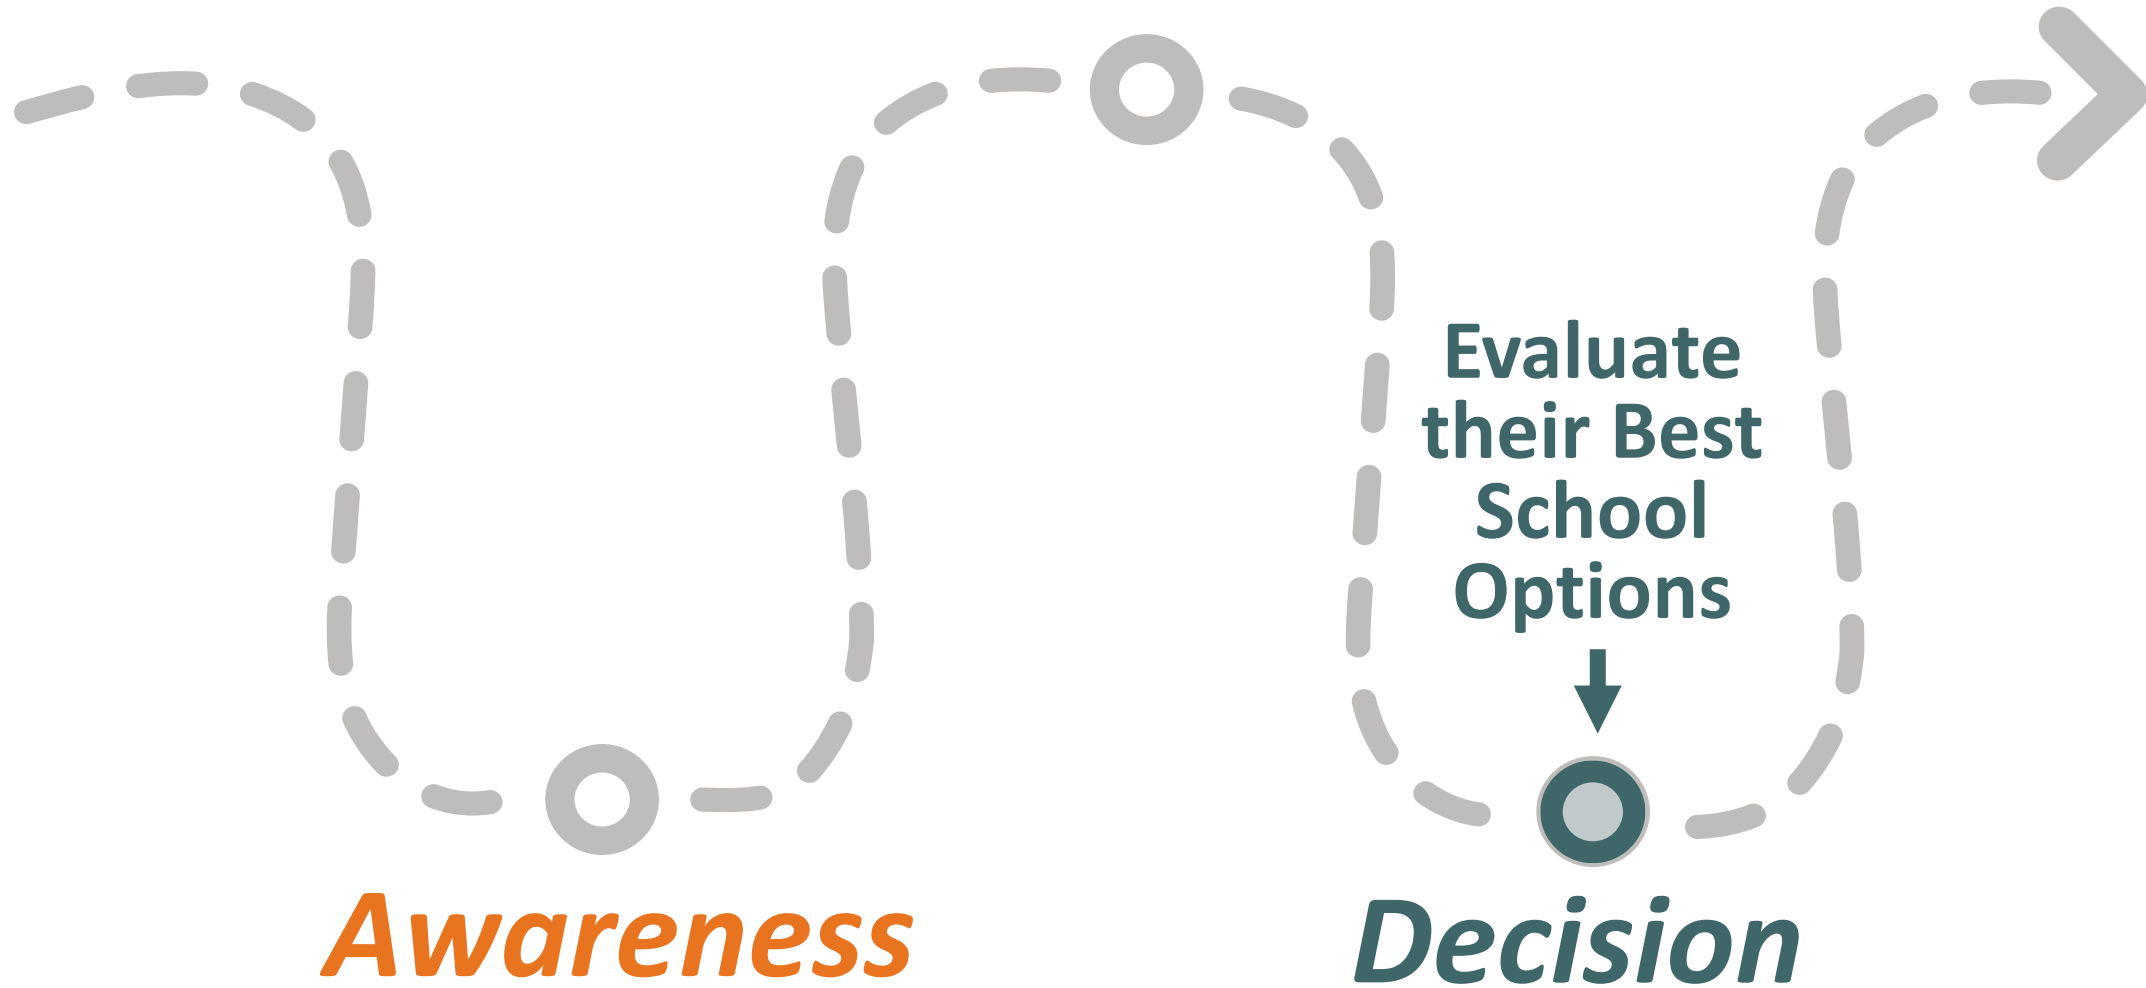 Evaluate
their Best
School
Options
Awareness
Decision